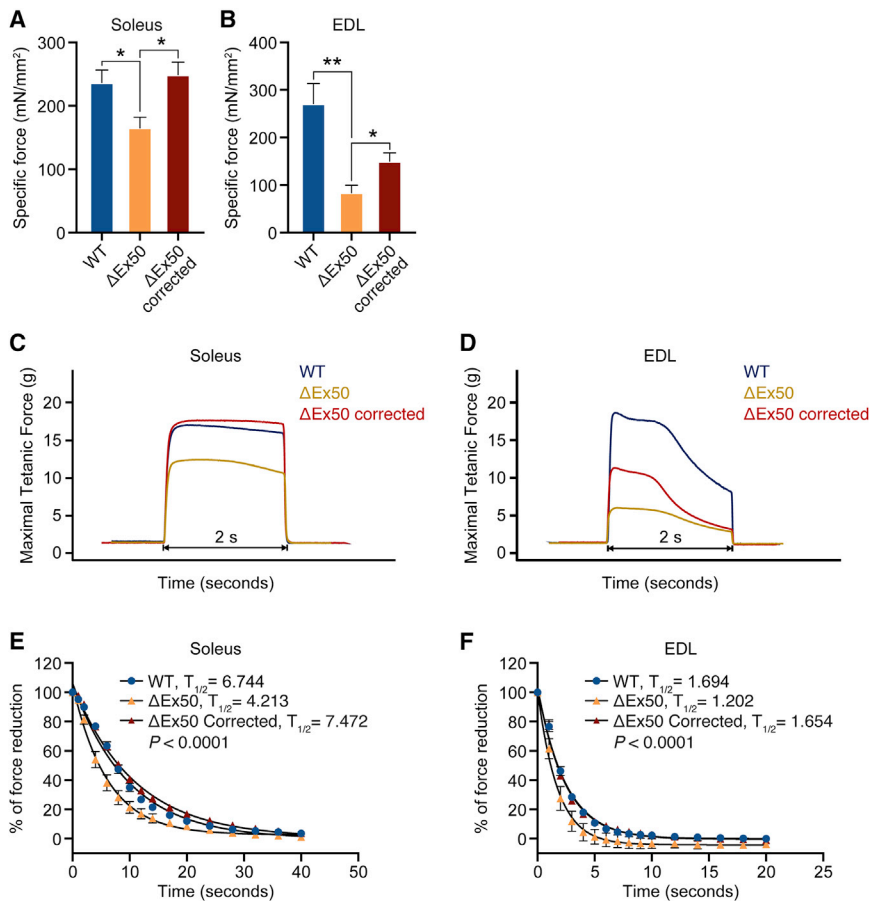 A
Soleus
Specific force (mN/mm²)
300
200
100
0
*
*
WT
ΔEx50
ΔEx50
corrected
B
EDL
Specific force (mN/mm²)
400
300
200
100
0
**
*
WT
ΔEx50
ΔEx50
corrected
C
Soleus
Maximal Tetanic Force (g)
20
15
10
5
0
WT
ΔEx50
ΔEx50 corrected
2 s
Time (seconds)
D
EDL
Maximal Tetanic Force (g)
20
15
10
5
0
WT
ΔEx50
ΔEx50 corrected
2 s
Time (seconds)
E
Soleus
% of force reduction
120
100
80
60
40
20
0
WT, T1/2= 6.744
ΔEx50, T1/2= 4.213
ΔEx50 Corrected, T1/2= 7.472
P < 0.0001
0 10 20 30 40 50
Time (seconds)
F
EDL
% of force reduction
120
100
80
60
40
20
0
WT, T1/2= 1.694
ΔEx50, T1/2= 1.202
ΔEx50 Corrected, T1/2= 1.654
P < 0.0001
0 5 10 15 20 25
Time (seconds)